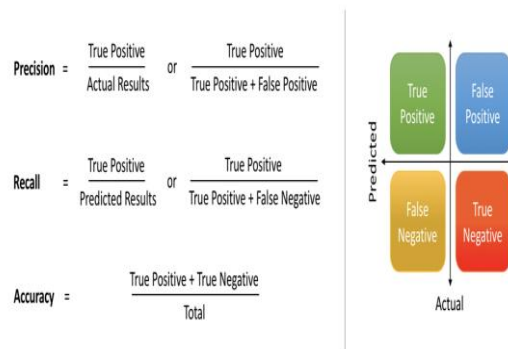 Precision = True Positive / Actual Results or True Positive / True Positive + False Positive
Recall = True Positive / Predicted Results or True Positive / True Positive + False Negative
Accuracy = True Positive + True Negative / Total
Predicted
True
Positive
False
Positive
False
Negative
True
Negative
Actual